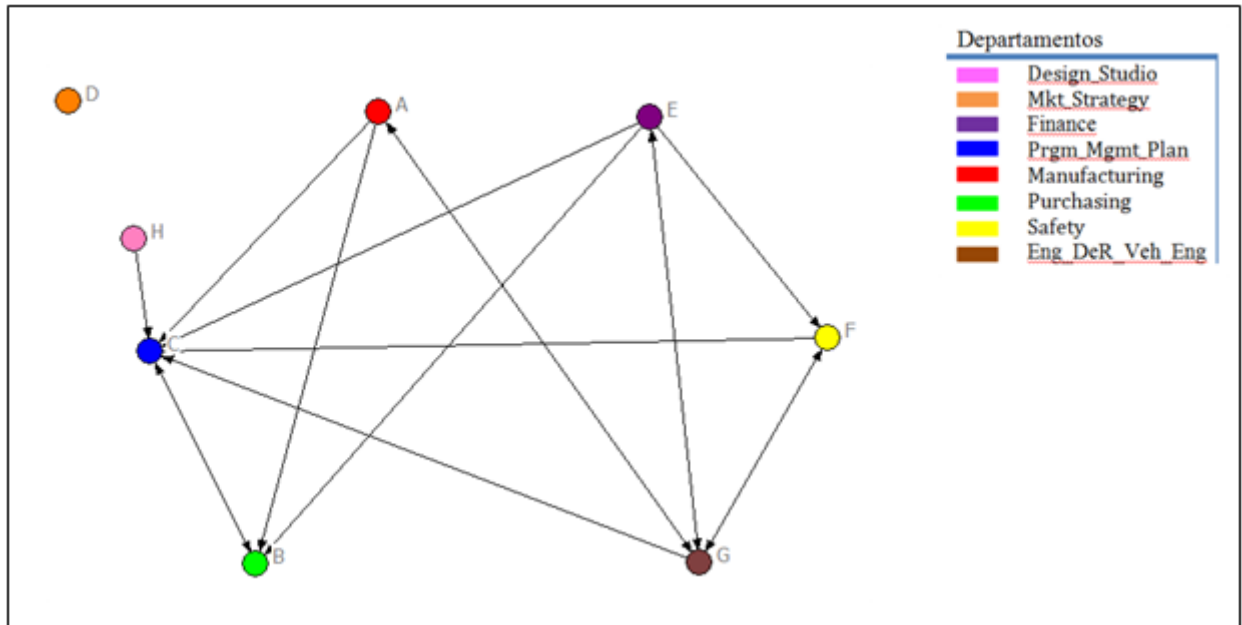 Departamentos
Design_Studio
Mkt_Strategy
Finance
Prgm_Mgmt_Plan
Manufacturing
Purchasing
Safety
Eng_DeR_Veh_Eng
D
A
E
H
C
F
B
G